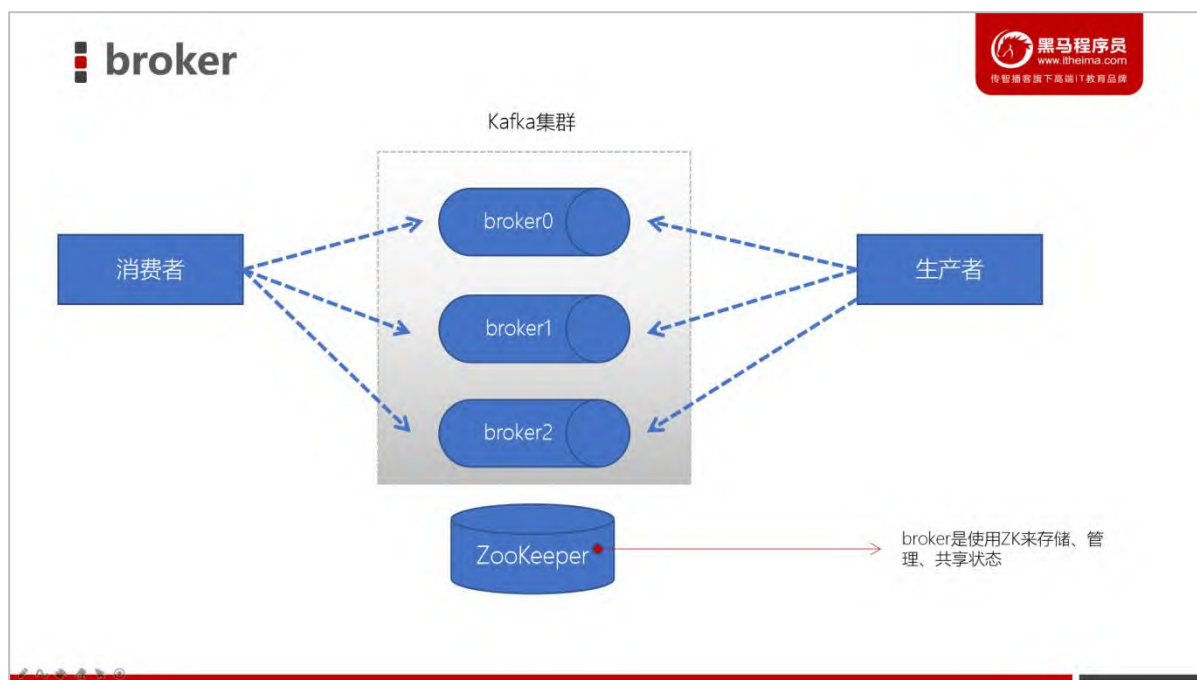 broker
黑马程序员
www.itheima.com
传智播客旗下高端IT教育品牌
Kafka集群
broker0
消费者
生产者
broker1
broker2
ZooKeeper
broker是使用ZK来存储、管
理、共享状态